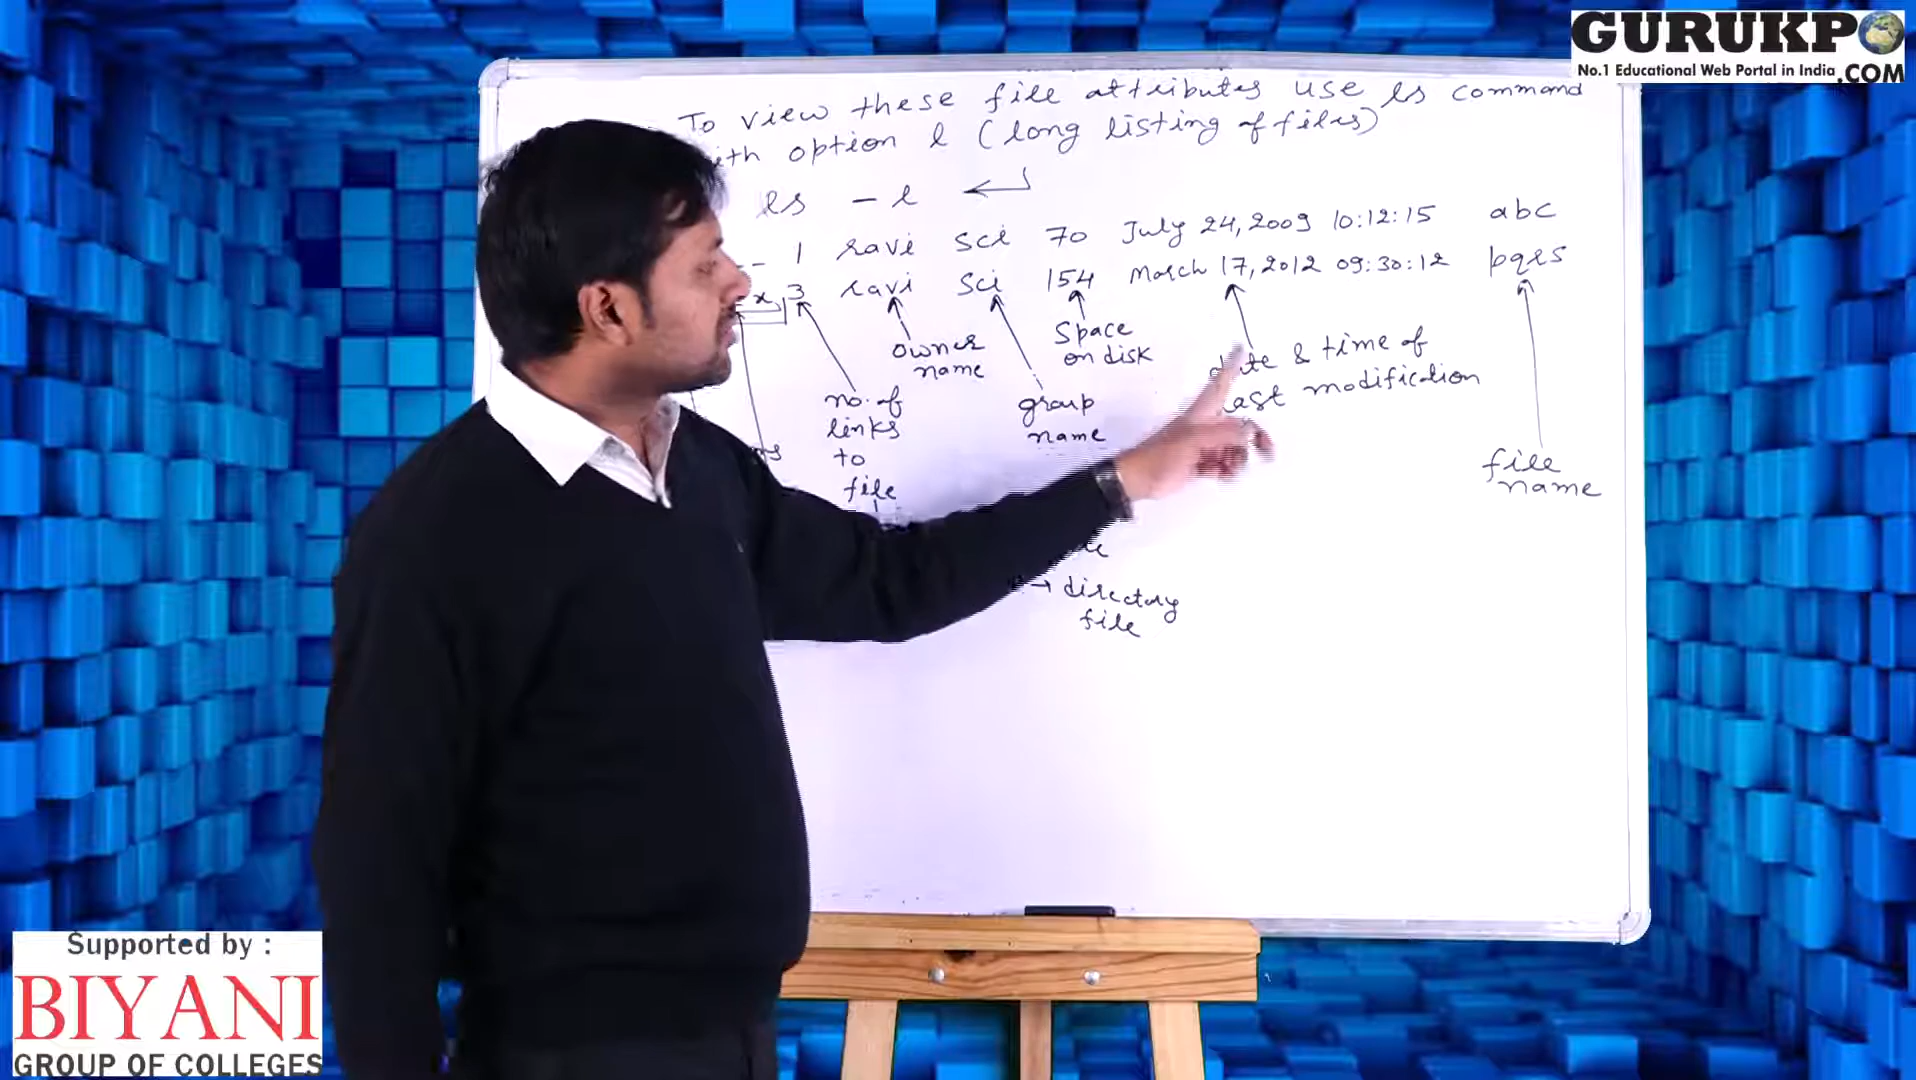 GURUKPO
No.1 Educational Web Portal in India
.COM
To view these file attributes use ls command
with option l (long listing of files)
ls - l
- - 1 ravi sci 70 July 24, 2009 10:12:15 abc
x 3 ravi sci 154 March 17, 2012 09:30:12 pqrs
owner
name
Space
on disk
date & time of
last modification
no. of
links
to
file
group
name
file
name
→ directory
file
Supported by :
BIYANI
GROUP OF COLLEGES